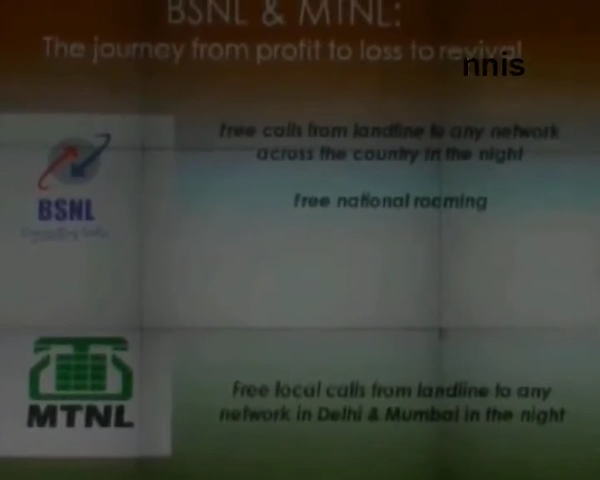 BSNL & MTNL:
The journey from profit to loss to revival
nnis
Free calls from landline to any network
across the country in the night
Free national roaming
BSNL
Free local calls from landline to any
network in Delhi & Mumbai in the night
MTNL